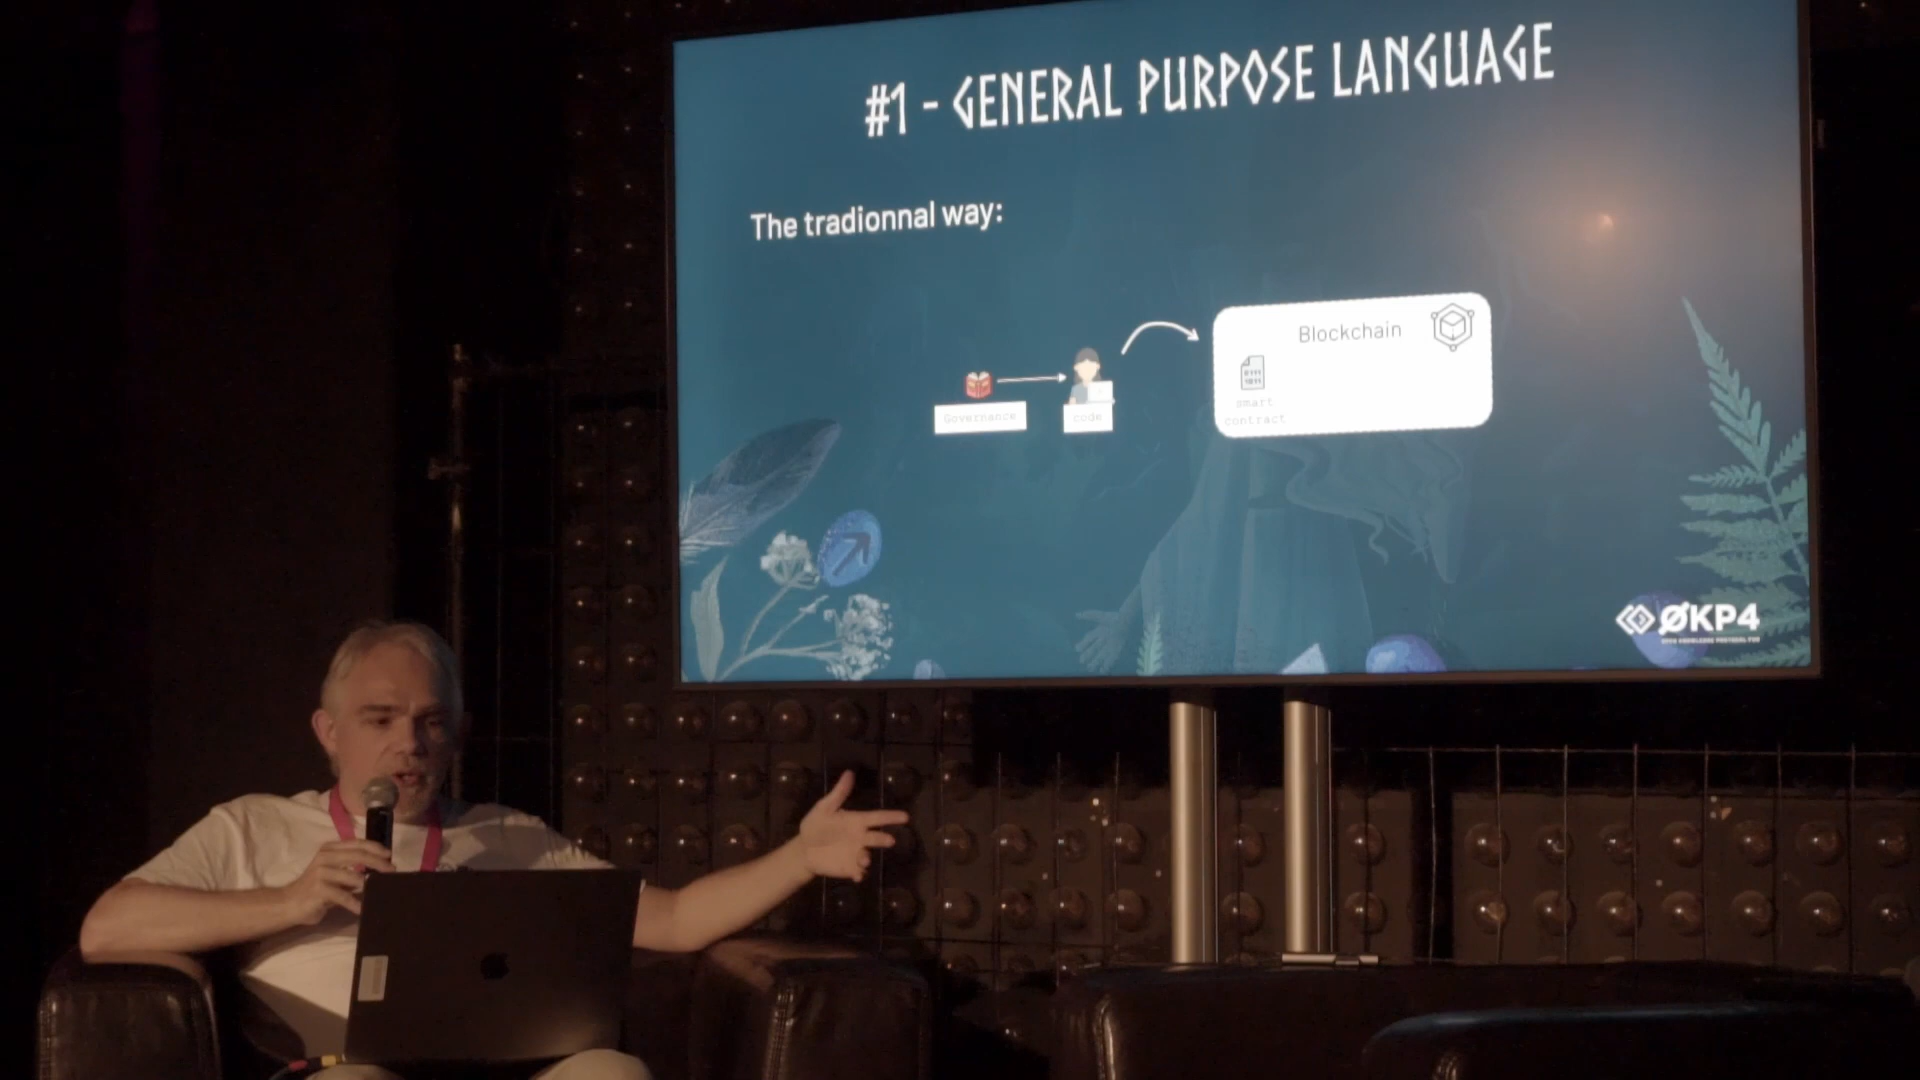 #1 - GENERAL PURPOSE LANGUAGE
The tradionnal way:
Blockchain
Governance
code
smart
contract
ØKP4